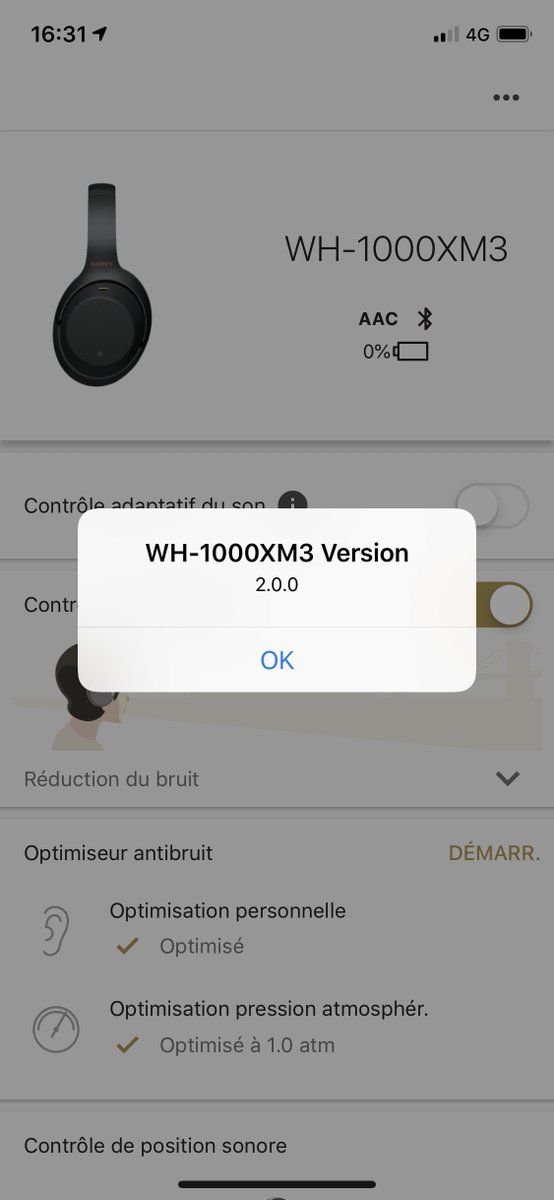 16:31
4G
SONY
WH-1000XM3
AAC
0%
Contrôle adaptatif du son
WH-1000XM3 Version
2.0.0
Contr
OK
Réduction du bruit
Optimiseur antibruit
DÉMARR.
Optimisation personnelle
Optimisé
Optimisation pression atmosphér.
Optimisé à 1.0 atm
Contrôle de position sonore